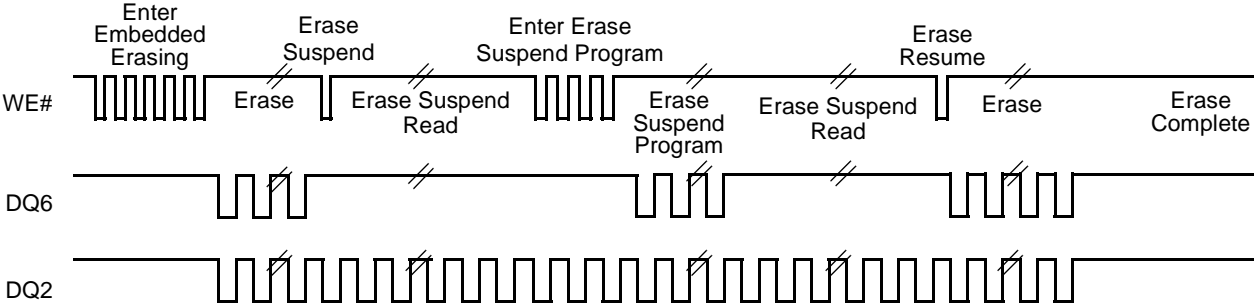 Enter
Embedded
Erasing
Erase
Suspend
Enter Erase
Suspend Program
Erase
Resume
WE#
Erase
Erase Suspend
Read
Erase
Suspend
Program
Erase Suspend
Read
Erase
Erase
Complete
DQ6
DQ2